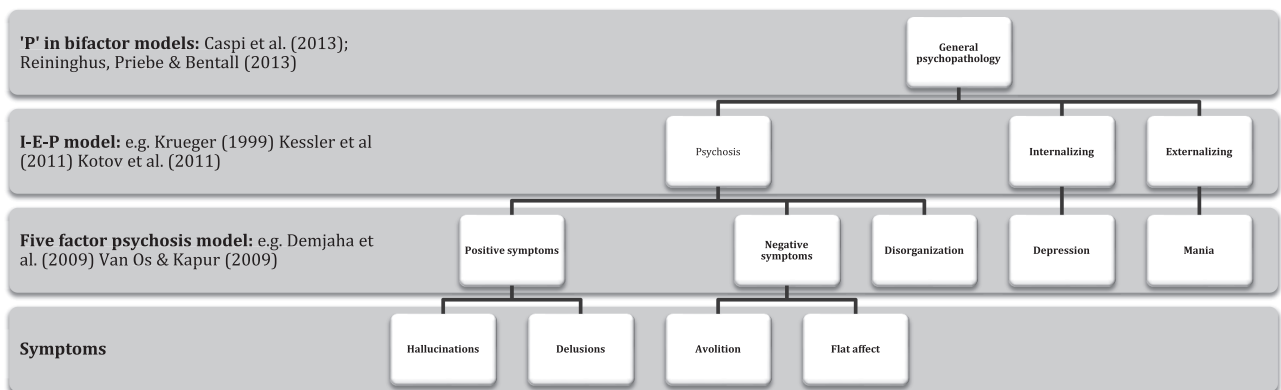 'P' in bifactor models: Caspi et al. (2013);
Reininghus, Priebe & Bentall (2013)
General
psychopathology
I-E-P model: e.g. Krueger (1999) Kessler et al
(2011) Kotov et al. (2011)
Psychosis
Internalizing
Externalizing
Five factor psychosis model: e.g. Demjaha et
al. (2009) Van Os & Kapur (2009)
Positive symptoms
Negative
symptoms
Disorganization
Depression
Mania
Symptoms
Hallucinations
Delusions
Avolition
Flat affect